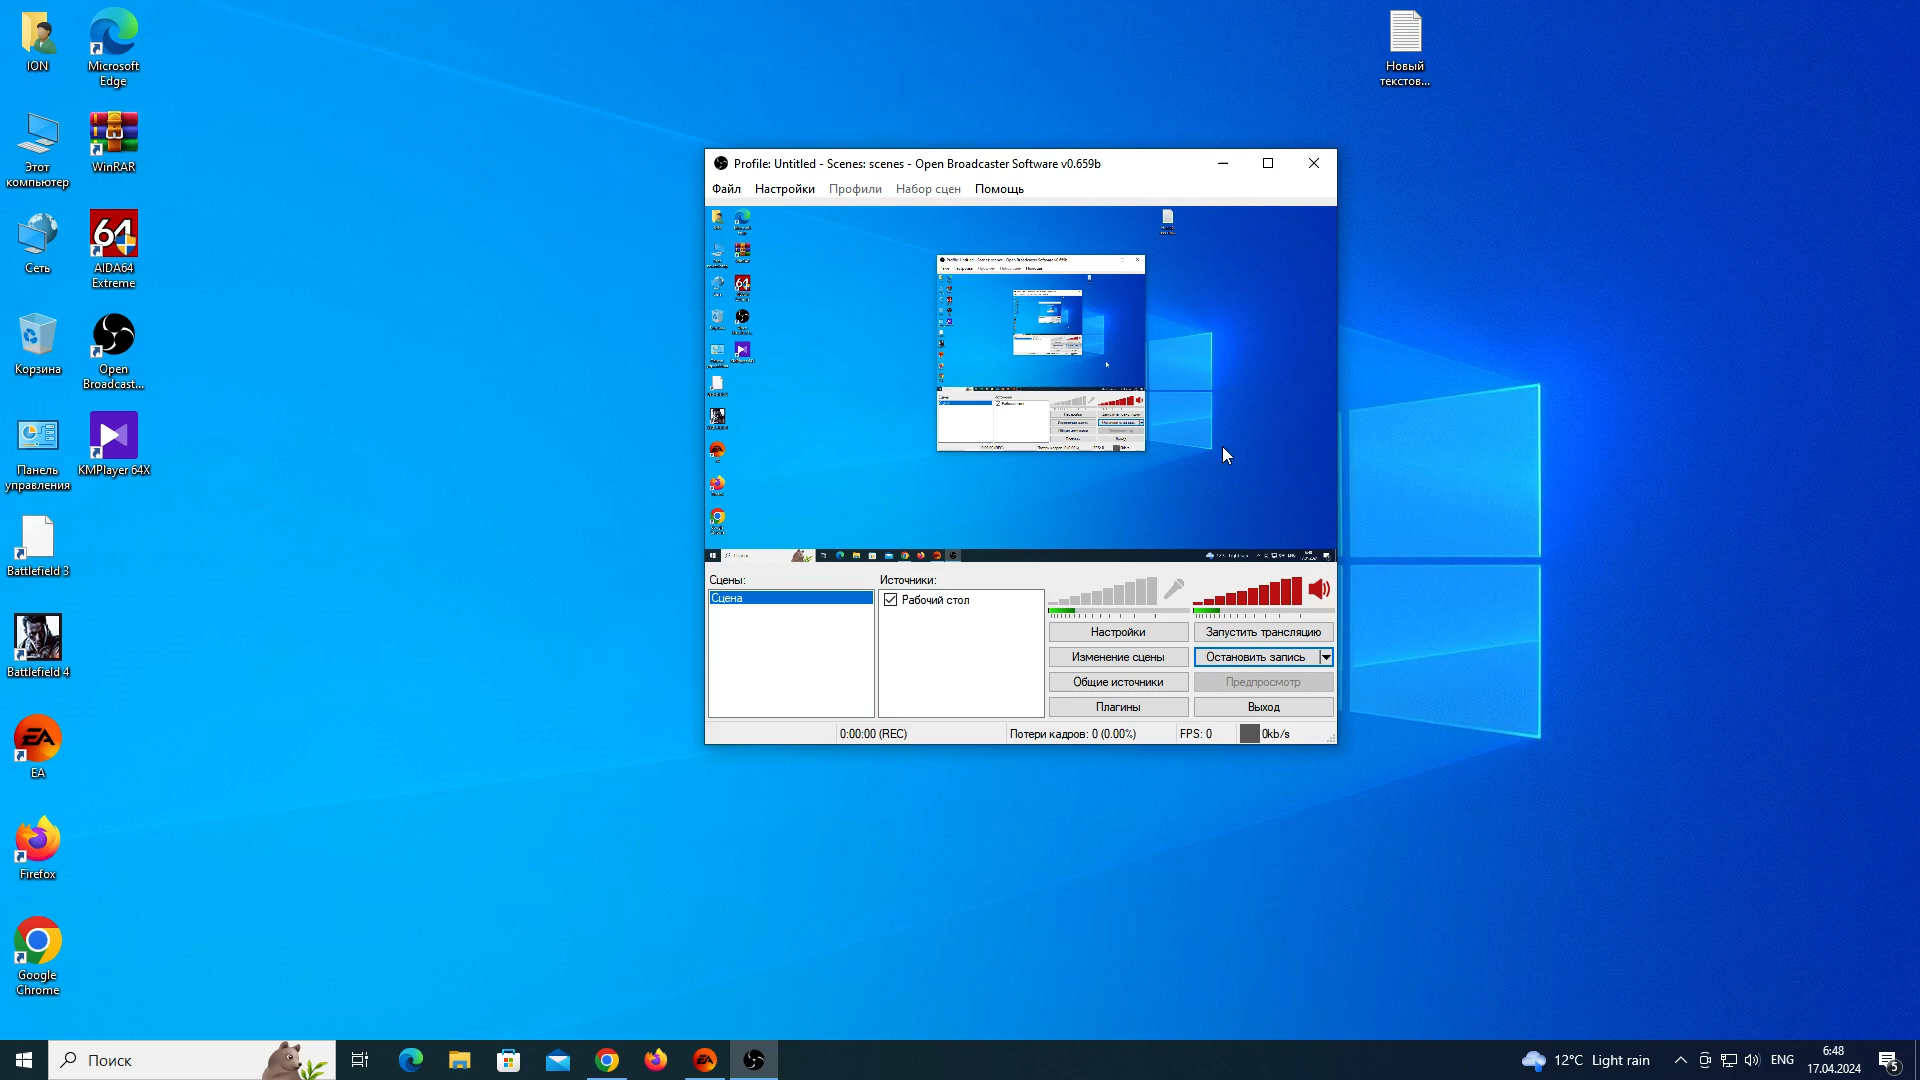 ION
Microsoft
Edge
Этот
компьютер
WinRAR
Сеть
AIDA64
Extreme
Корзина
Open
Broadcast...
Панель
управления
KMPlayer 64X
Battlefield 3
Battlefield 4
EA
Firefox
Google
Chrome
Новый
текстов...
Profile: Untitled - Scenes: scenes - Open Broadcaster Software v0.659b
Файл Настройки Профили Набор сцен Помощь
Сцены:
Сцена
Источники:
Рабочий стол
Настройки
Запустить трансляцию
Изменение сцены
Остановить запись
Общие источники
Предпросмотр
Плагины
Выход
0:00:00 (REC)
Потери кадров: 0 (0.00%)
FPS: 0
0kb/s
Поиск
12°C Light rain
ENG
6:48
17.04.2024
5